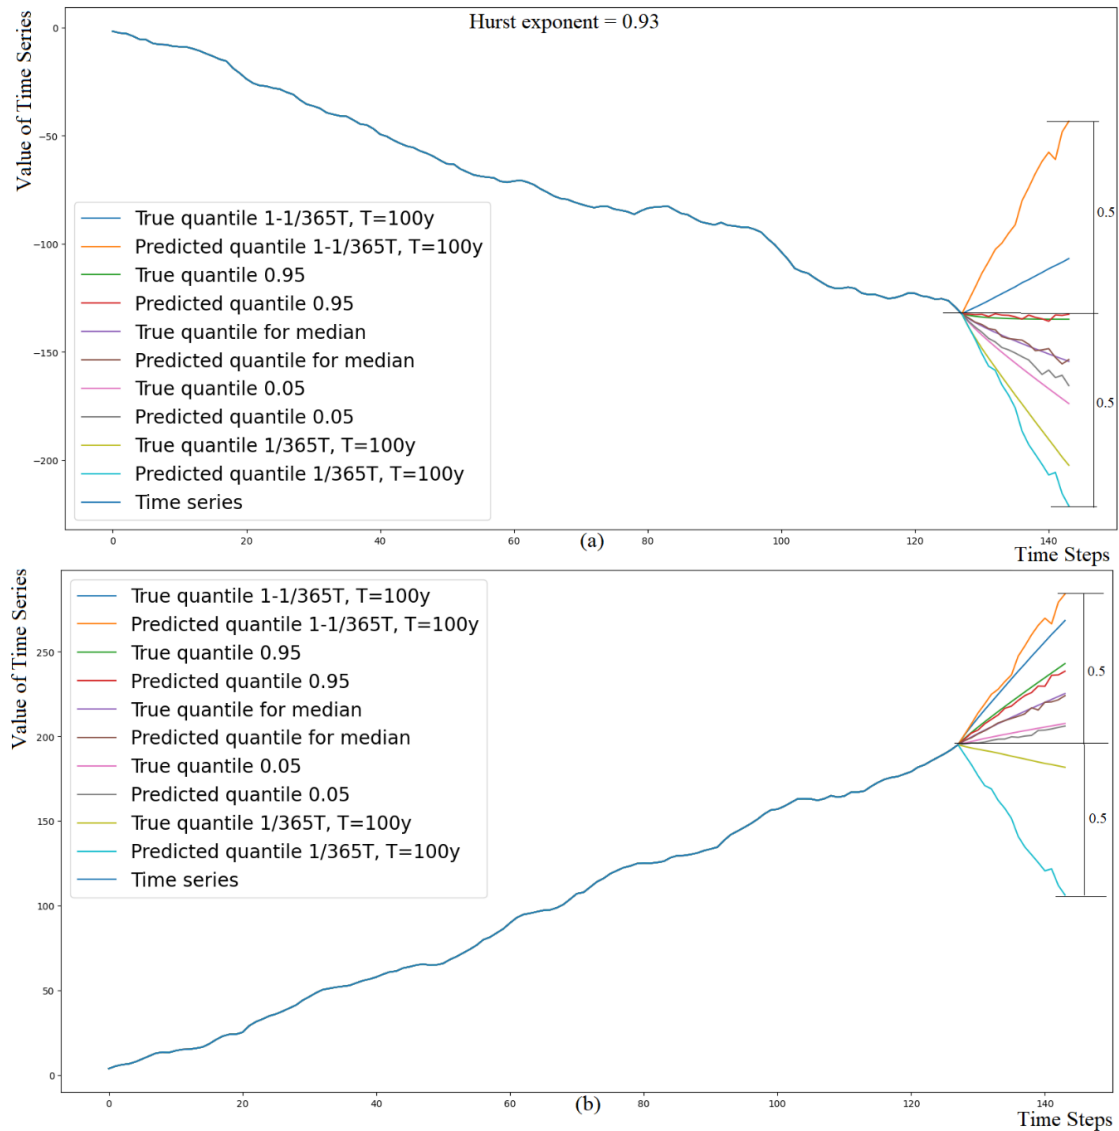 Hurst exponent = 0.93
Value of Time Series
0
−50
−100
−150
−200
True quantile 1-1/365T, T=100y
Predicted quantile 1-1/365T, T=100y
True quantile 0.95
Predicted quantile 0.95
True quantile for median
Predicted quantile for median
True quantile 0.05
Predicted quantile 0.05
True quantile 1/365T, T=100y
Predicted quantile 1/365T, T=100y
Time series
0.5
0.5
0 20 40 60 80 100 120 140
(a)
Time Steps
Value of Time Series
250
200
150
100
50
0
True quantile 1-1/365T, T=100y
Predicted quantile 1-1/365T, T=100y
True quantile 0.95
Predicted quantile 0.95
True quantile for median
Predicted quantile for median
True quantile 0.05
Predicted quantile 0.05
True quantile 1/365T, T=100y
Predicted quantile 1/365T, T=100y
Time series
0.5
0.5
0 20 40 60 80 100 120 140
(b)
Time Steps